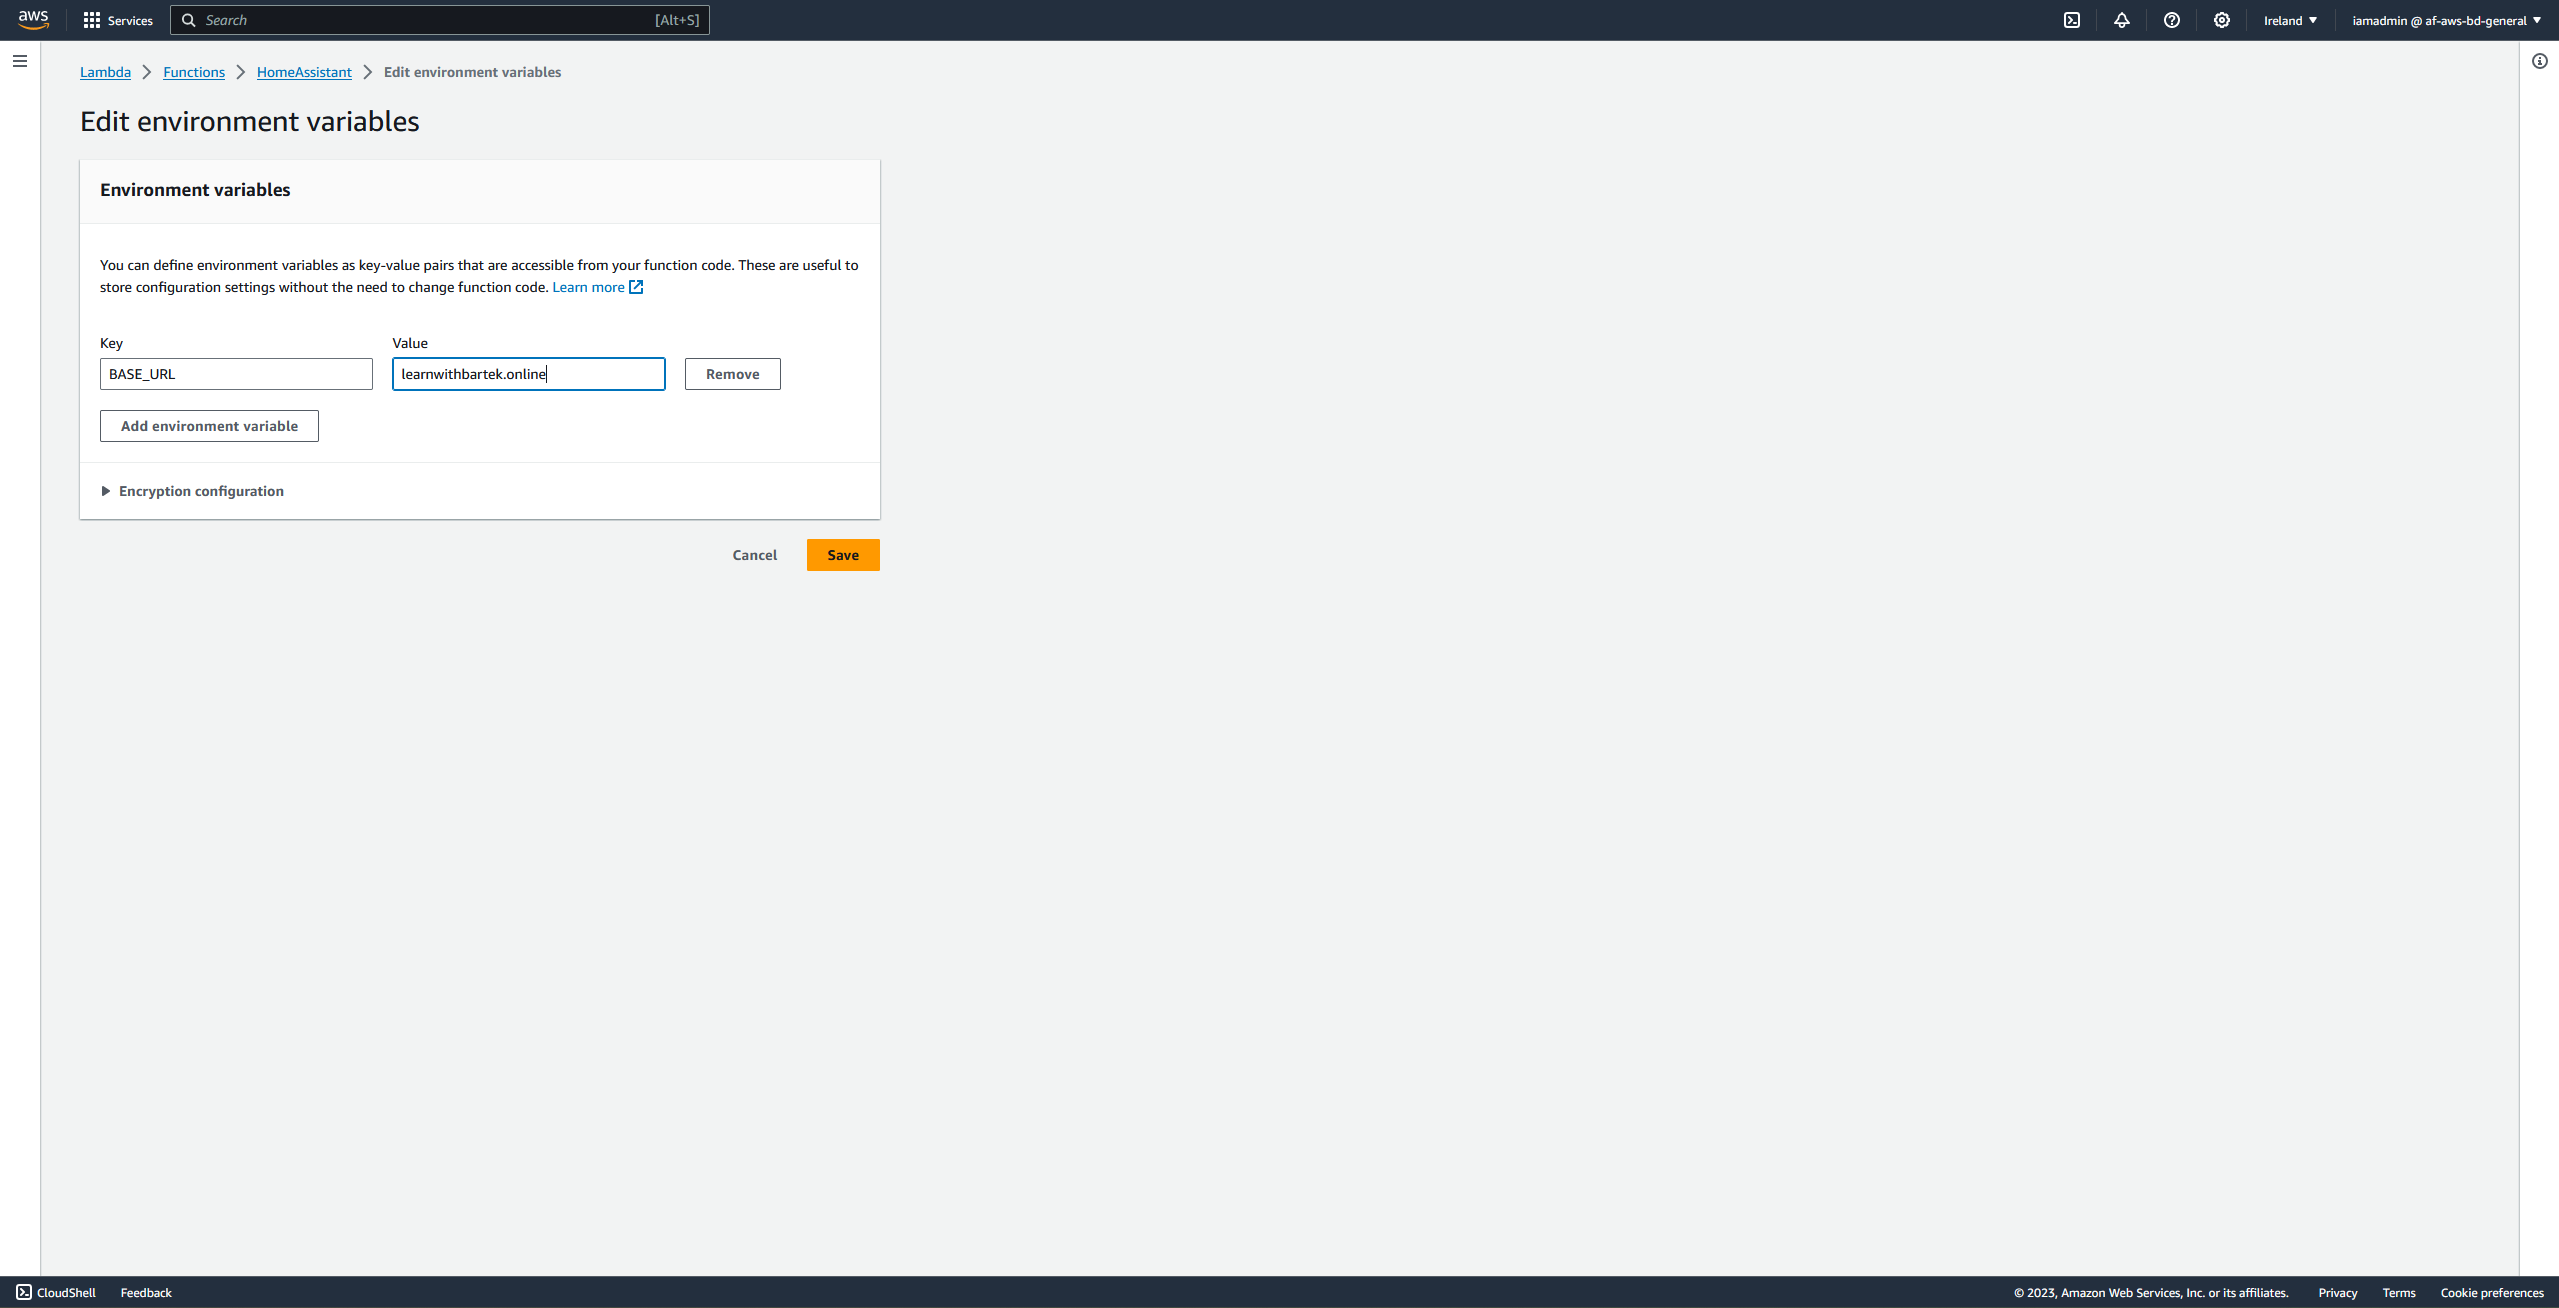 aws Services Search [Alt+S] Ireland iamadmin @ af-aws-bd-general
Lambda Functions HomeAssistant Edit environment variables
Edit environment variables
Environment variables
You can define environment variables as key-value pairs that are accessible from your function code. These are useful to
store configuration settings without the need to change function code. Learn more
Key Value
BASE_URL learnwithbartek.online Remove
Add environment variable
Encryption configuration
Cancel Save
CloudShell Feedback © 2023, Amazon Web Services, Inc. or its affiliates. Privacy Terms Cookie preferences